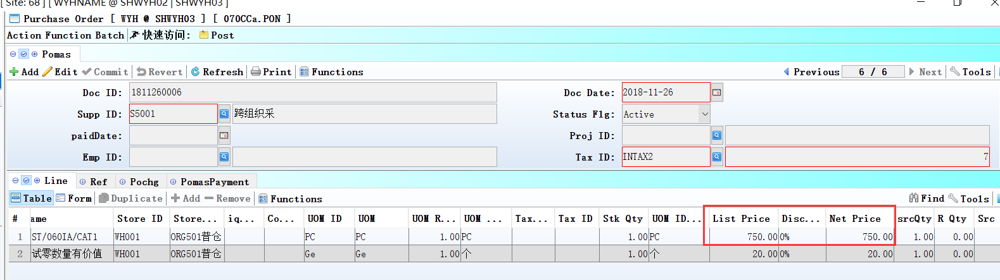 [ Site: 68 ] [ WYHNAME @ SHWYH02 | SHWYH03 ]
Purchase Order [ WYH @ SHWYH03 ] [ 070CCa.PON ]
Action Function Batch 快速访问: Post
Pomas
Add Edit Commit Revert Refresh Print Functions Previous 6 / 6 Next Tools
Doc ID: 1811260006 Doc Date: 2018-11-26
Supp ID: S5001 跨组织采 Status Flg: Active
paidDate: Proj ID:
Emp ID: Tax ID: INTAX2 7
Line Ref Pochg PomasPayment
Table Form Duplicate Add Remove Functions Find Tools
# ame Store ID Store... iq... Co... UOM ID UOM UOM R... UOM ... Tax... Tax ID Stk Qty UOM ID... List Price Disc... Net Price srcQty R Qty Src
1 ST/060IA/CAT1 WH001 ORG501普仓 PC PC 1.00 PC 1.00 PC 750.00 0% 750.00 1.00 0.00
2 试零数量有价值 WH001 ORG501普仓 Ge Ge 1.00 个 1.00 个 20.00 0% 20.00 1.00 0.00